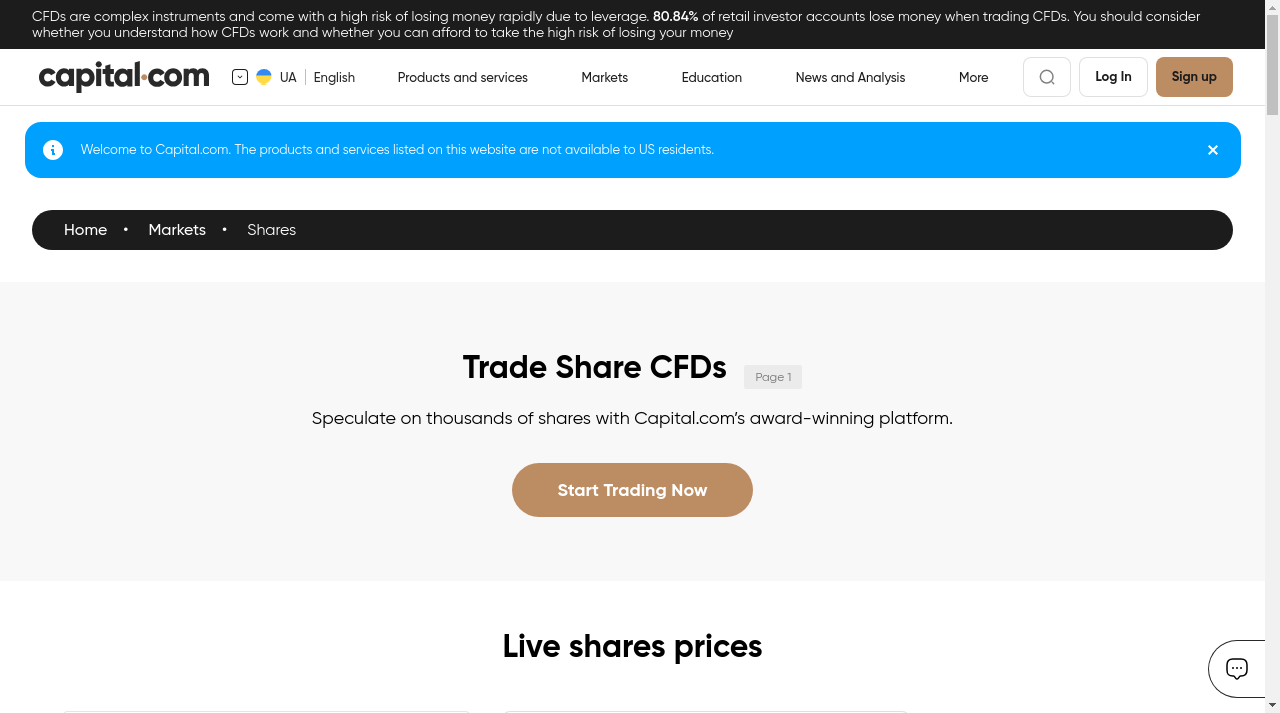 CFDs are complex instruments and come with a high risk of losing money rapidly due to leverage. 80.84% of retail investor accounts lose money when trading CFDs. You should consider
whether you understand how CFDs work and whether you can afford to take the high risk of losing your money
capital.com
UA
English
Products and services
Markets
Education
News and Analysis
More
Log In
Sign up
Welcome to Capital.com. The products and services listed on this website are not available to US residents.
Home • Markets • Shares
Trade Share CFDs
Page 1
Speculate on thousands of shares with Capital.com’s award-winning platform.
Start Trading Now
Live shares prices